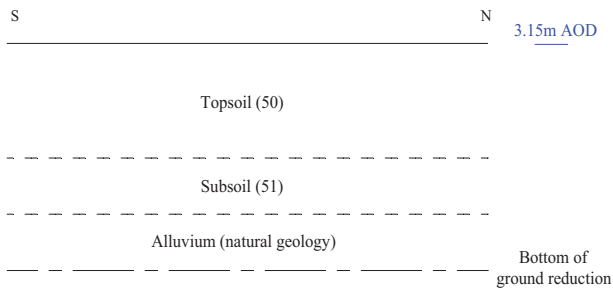 S
N
3.15m AOD
Topsoil (50)
Subsoil (51)
Alluvium (natural geology)
Bottom of
ground reduction